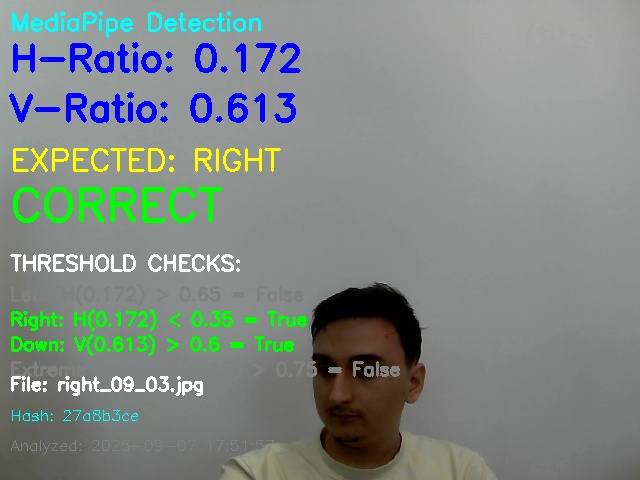 MediaPipe Detection
H-Ratio: 0.172
V-Ratio: 0.613
EXPECTED: RIGHT
CORRECT
THRESHOLD CHECKS:
H(0.172) > 0.65 = False
Right: H(0.172) < 0.35 = True
Down: V(0.613) > 0.6 = True
> 0.75 = False
File: right_09_03.jpg
Hash: 27a8b3ce
Analyzed: 2025-09-07 17:51:57